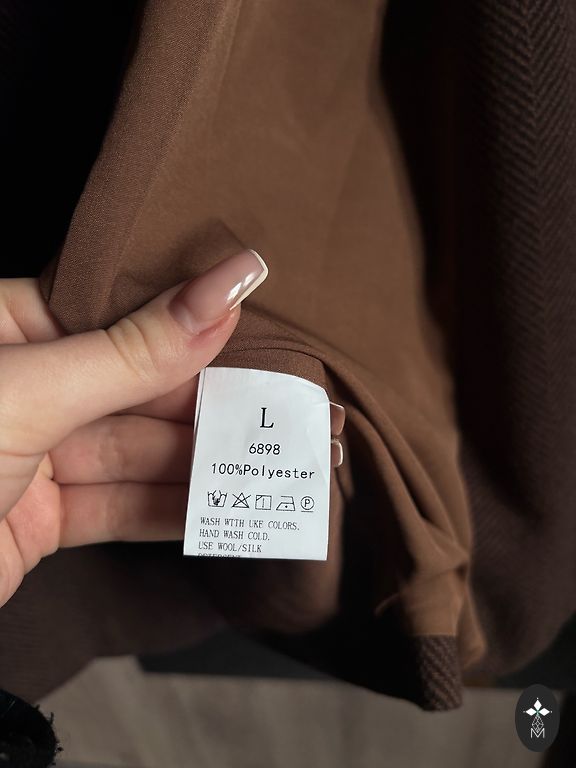 L
6898
100%Polyester
WASH WTTH UKE COLORS.
HAND WASH COLD.
USE WOOL/SILK